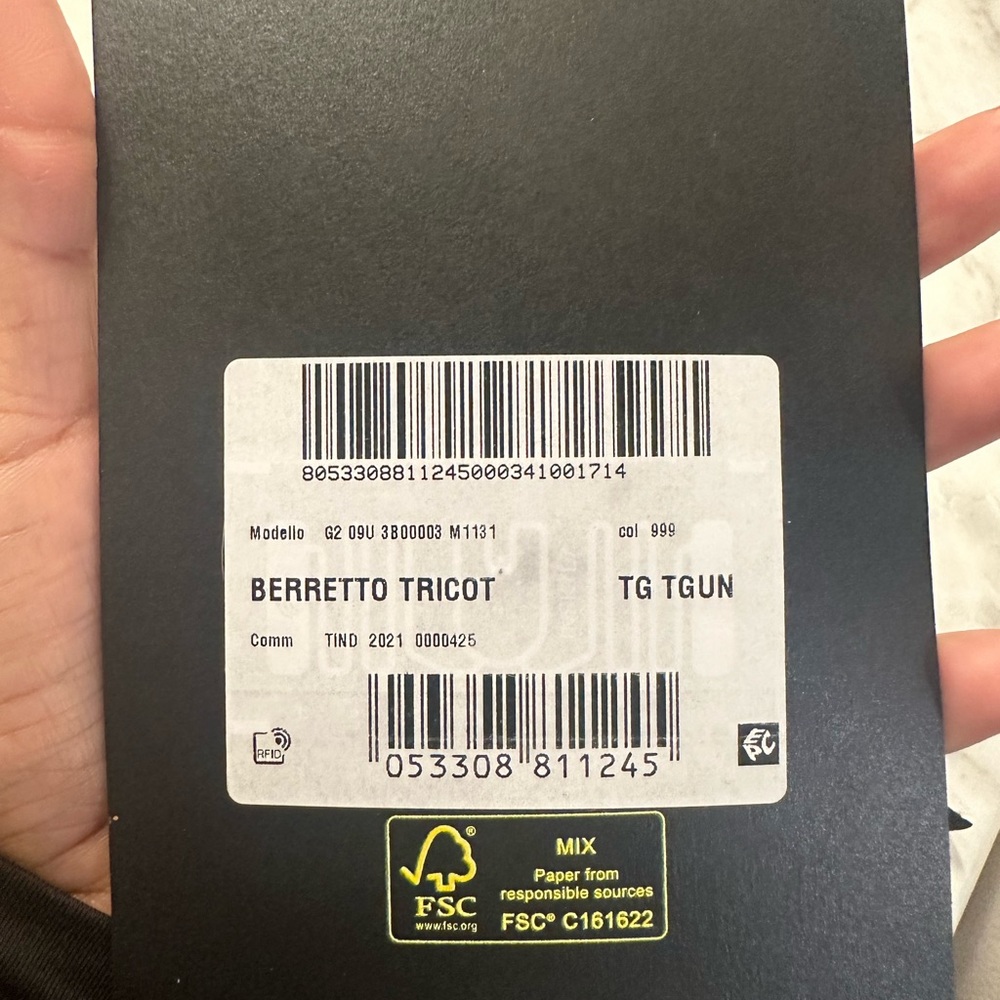 8053308811245000341001714
Modello G2 09U 3B00003 M1131 col 999
BERRETTO TRICOT TG TGUN
Comm TIND 2021 0000425
RFID
EPC
053308 811245
FSC®
www.fsc.org
MIX
Paper from
responsible sources
FSC® C161622